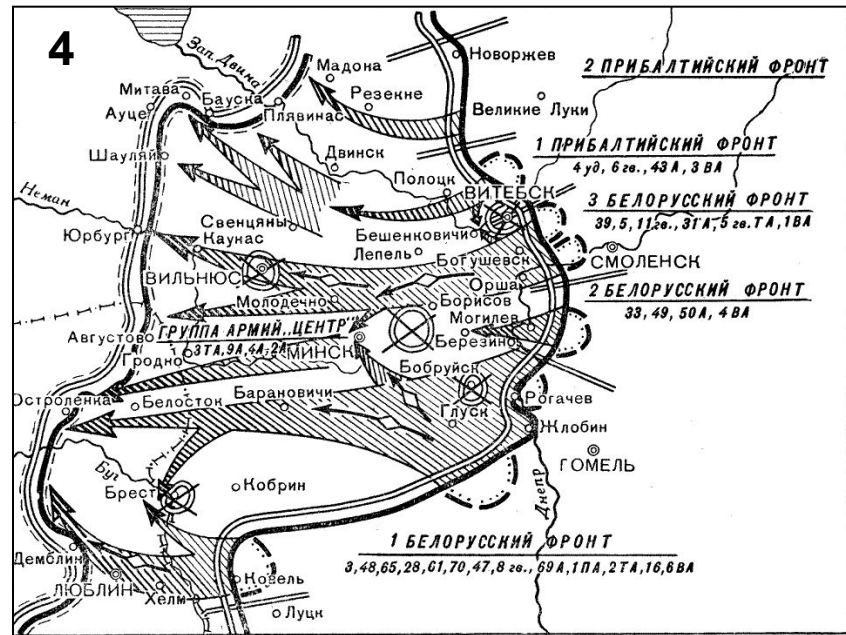 4
Зап. Двина
Мадона
Новоржев
2 ПРИБАЛТИЙСКИЙ ФРОНТ
Митава
Резекне
Ауце
Бауска
Плявинас
Великие Луки
1 ПРИБАЛТИЙСКИЙ ФРОНТ
4 уд, 6 гв., 43 А, 3 ВА
Шауляй
Двинск
Полоцк
ВИТЕБСК
3 БЕЛОРУССКИЙ ФРОНТ
39, 5, 11 гв., 31 А, 5 гв. ТА, 1 ВА
Неман
Свенцяны
Бешенковичи
Юрбург
Каунас
Лепель
Богушевск
СМОЛЕНСК
ВИЛЬНЮС
Орша
2 БЕЛОРУССКИЙ ФРОНТ
33, 49, 50А, 4 ВА
Молодечно
Борисов
Могилев
Августово
ГРУППА АРМИЙ „ЦЕНТР"
3 ТА, 9А, 4А, 2А
МИНСК
Березино
Гродно
Бобруйск
Остроленка
Белосток
Барановичи
Глуск
Рогачев
Жлобин
ГОМЕЛЬ
Буг
Брест
Кобрин
Днепр
1 БЕЛОРУССКИЙ ФРОНТ
3, 48, 65, 28, 61, 70, 47, 8 гв., 69 А, 1 ПА, 2 ТА, 16, 6 ВА
Демблин
ЛЮБЛИН
Хелм
Ковель
Луцк